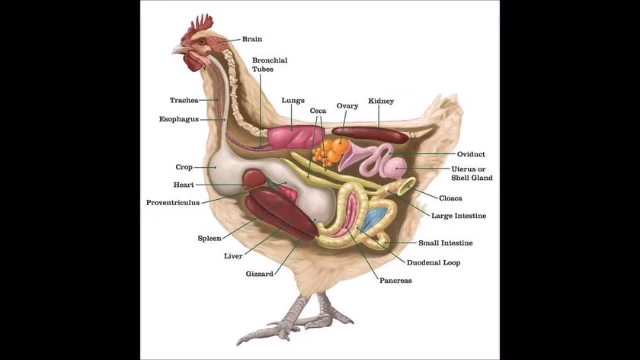 Brain
Bronchial
Tubes
Lungs
Ceca
Ovary
Kidney
Trachea
Esophagus
Crop
Heart
Proventriculus
Spleen
Liver
Gizzard
Oviduct
Uterus or
Shell Gland
Cloaca
Large Intestine
Small Intestine
Duodenal Loop
Pancreas